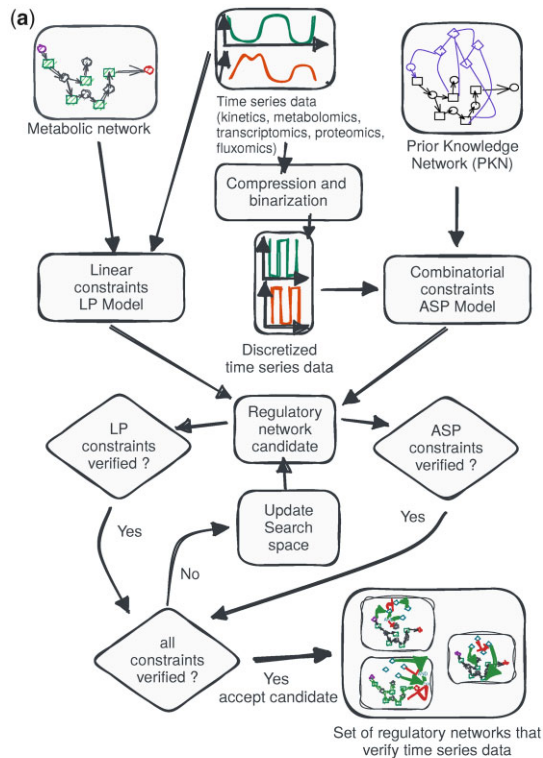 (a)
Metabolic network
Time series data
(kinetics, metabolomics,
transcriptomics, proteomics,
fluxomics)
Prior Knowledge
Network (PKN)
Compression and
binarization
Linear
constraints
LP Model
Combinatorial
constraints
ASP Model
Discretized
time series data
LP
constraints
verified ?
Regulatory
network
candidate
ASP
constraints
verified ?
Update
Search
space
Yes
Yes
No
all
constraints
verified ?
Yes
accept candidate
Set of regulatory networks that
verify time series data